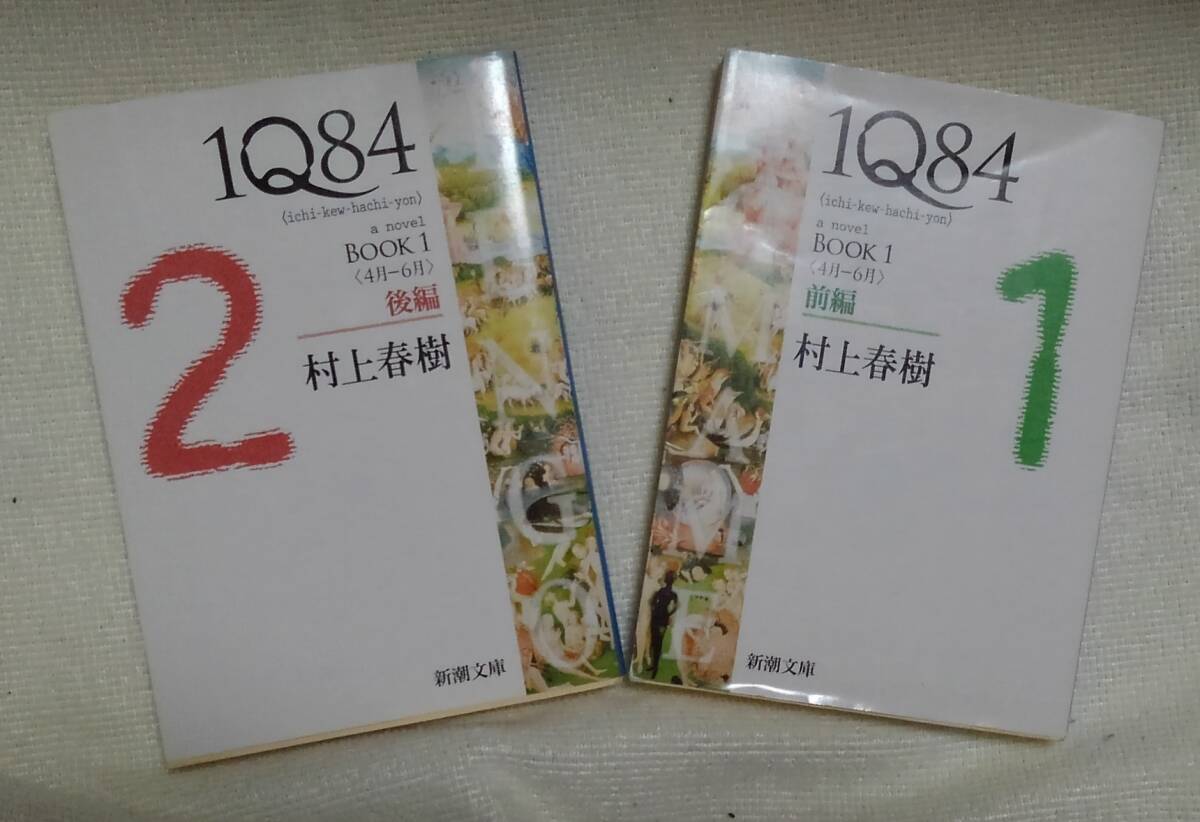 1Q84
〈ichi-kew-hachi-yon〉
a novel
BOOK 1
〈4月-6月〉
後編
村上春樹
2
新潮文庫
1Q84
〈ichi-kew-hachi-yon〉
a novel
BOOK 1
〈4月-6月〉
前編
村上春樹
1
新潮文庫